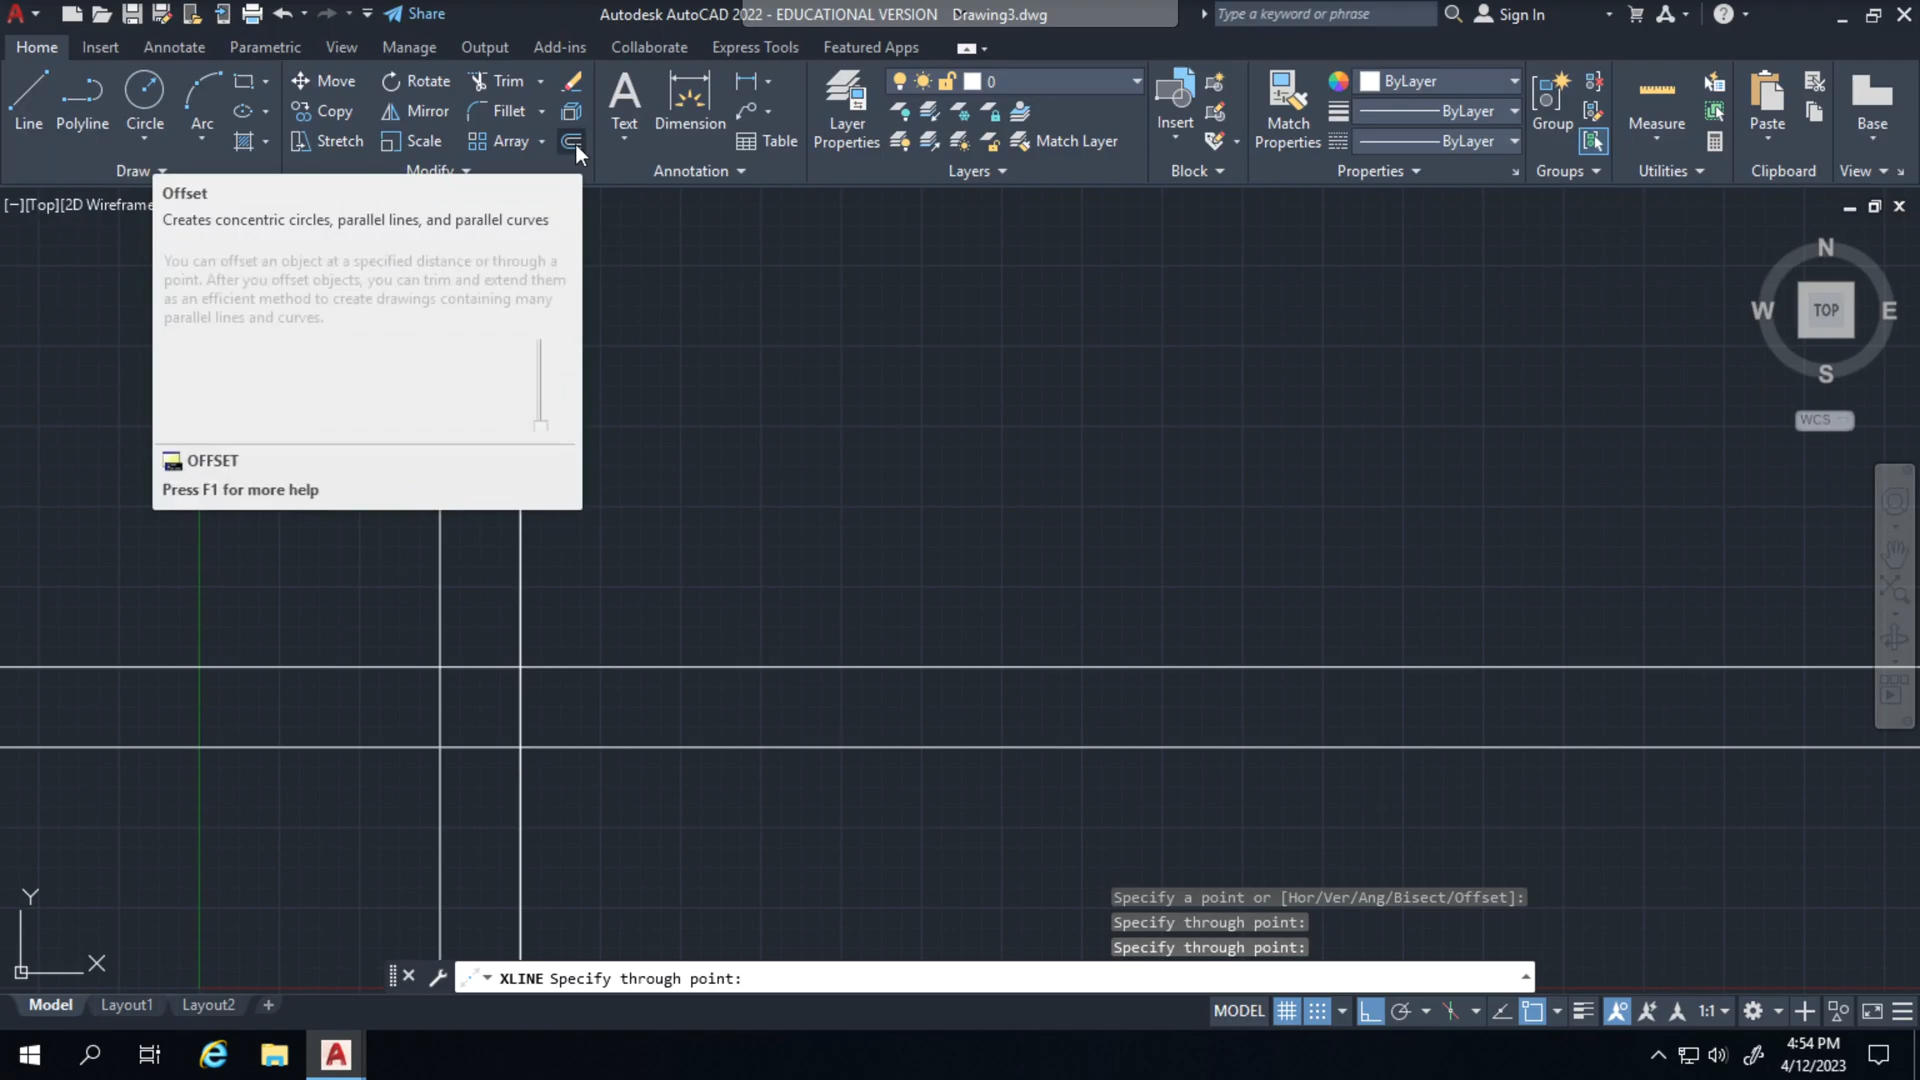 Share
Autodesk AutoCAD 2022 - EDUCATIONAL VERSION Drawing3.dwg
Type a keyword or phrase
Sign In
Home Insert Annotate Parametric View Manage Output Add-ins Collaborate Express Tools Featured Apps
Line Polyline Circle Arc
Move Rotate Trim
Copy Mirror Fillet
Stretch Scale Array
Text Dimension Table
Layer Properties
0
Match Layer
Insert
Match Properties
ByLayer
ByLayer
ByLayer
Group
Measure
Paste
Base
Draw Modify Annotation Layers Block Properties Groups Utilities Clipboard View
[−][Top][2D Wirefram
Offset
Creates concentric circles, parallel lines, and parallel curves
You can offset an object at a specified distance or through a
point. After you offset objects, you can trim and extend them
as an efficient method to create drawings containing many
parallel lines and curves.
OFFSET
Press F1 for more help
N
W TOP E
S
WCS
Y
X
Specify a point or [Hor/Ver/Ang/Bisect/Offset]:
Specify through point:
Specify through point:
XLINE Specify through point:
Model Layout1 Layout2 +
MODEL 1:1
4:54 PM
4/12/2023